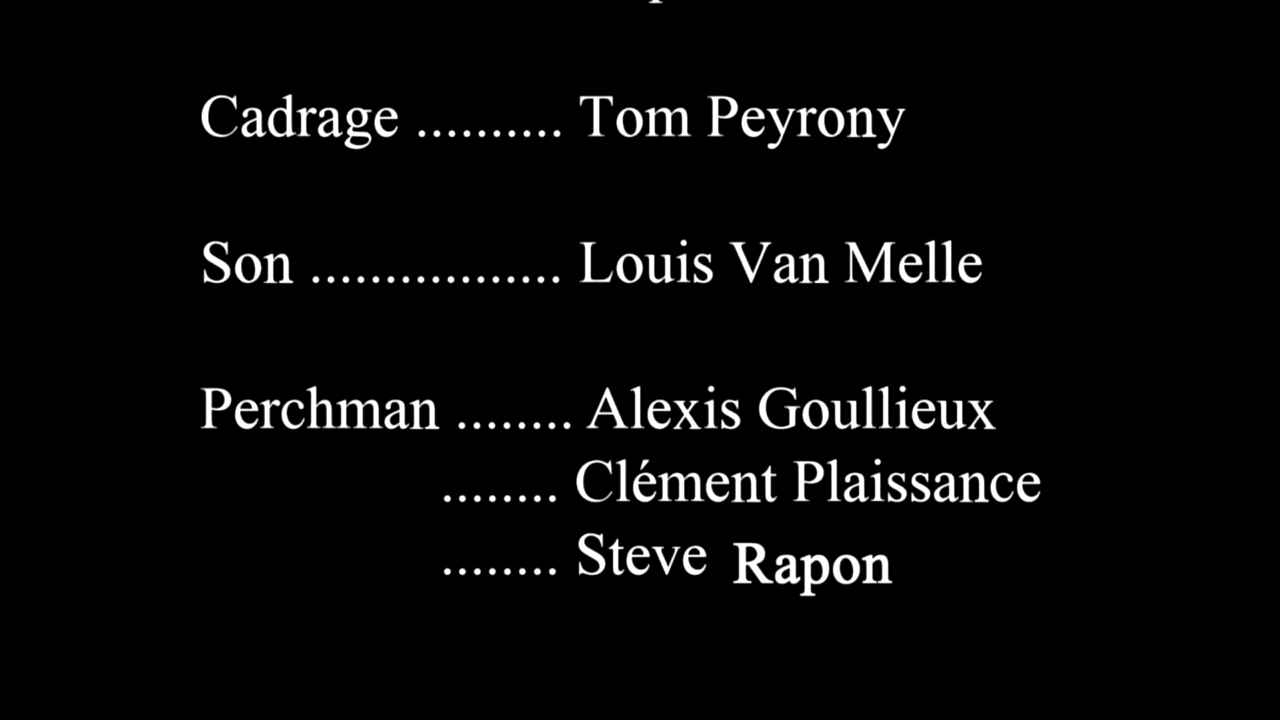 Cadrage .......... Tom Peyrony
Son ................. Louis Van Melle
Perchman ........ Alexis Goullieux
........ Clément Plaissance
........ Steve Rapon